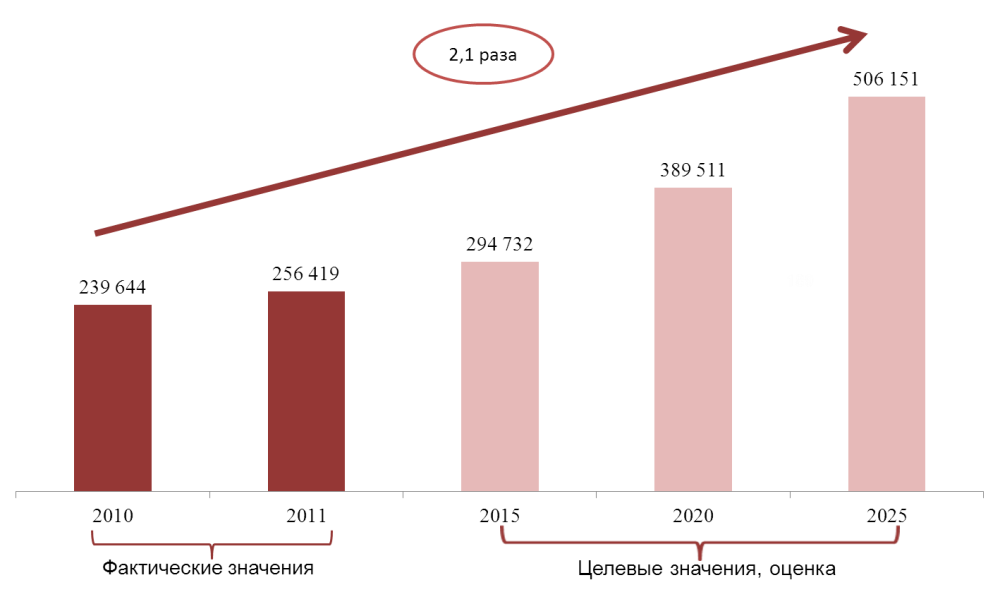 2,1 раза
506 151
389 511
294 732
256 419
239 644
2010 2011 2015 2020 2025
Фактические значения
Целевые значения, оценка